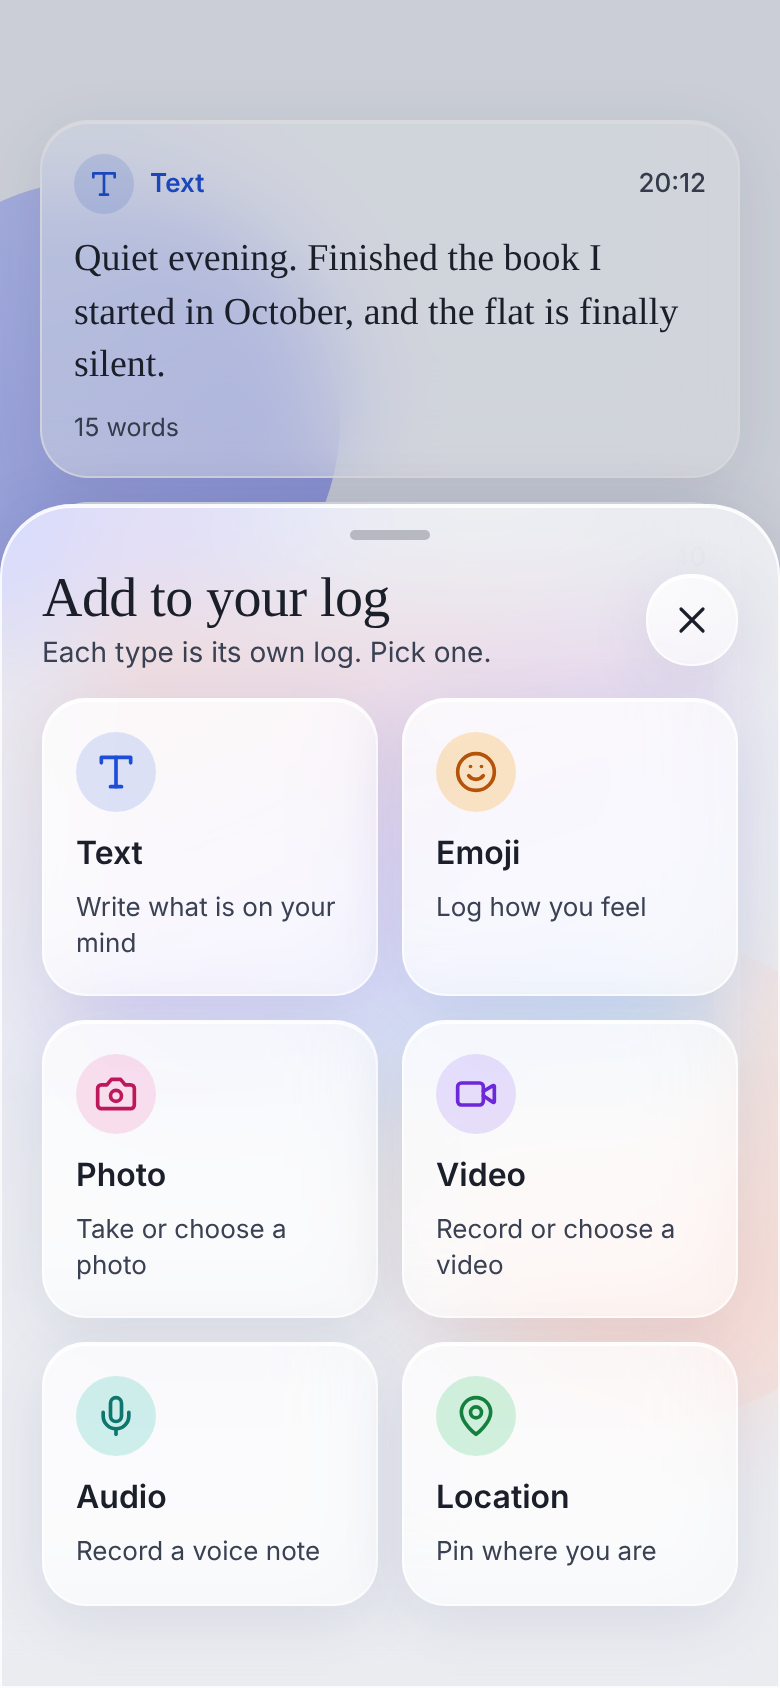 Text
20:12
Quiet evening. Finished the book I
started in October, and the flat is finally
silent.
15 words
Add to your log
Each type is its own log. Pick one.
Text
Write what is on your
mind
Emoji
Log how you feel
Photo
Take or choose a
photo
Video
Record or choose a
video
Audio
Record a voice note
Location
Pin where you are